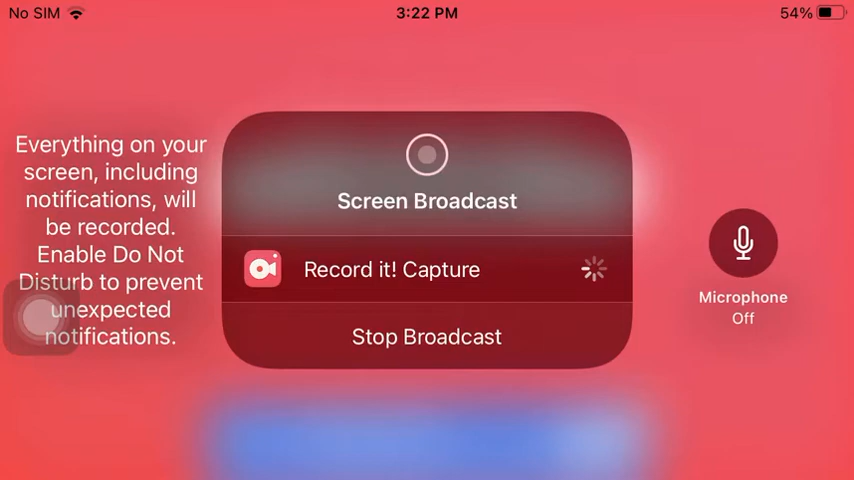 No SIM
3:22 PM
54%
Everything on your
screen, including
notifications, will
be recorded.
Enable Do Not
Disturb to prevent
unexpected
notifications.
Screen Broadcast
Record it! Capture
Stop Broadcast
Microphone
Off